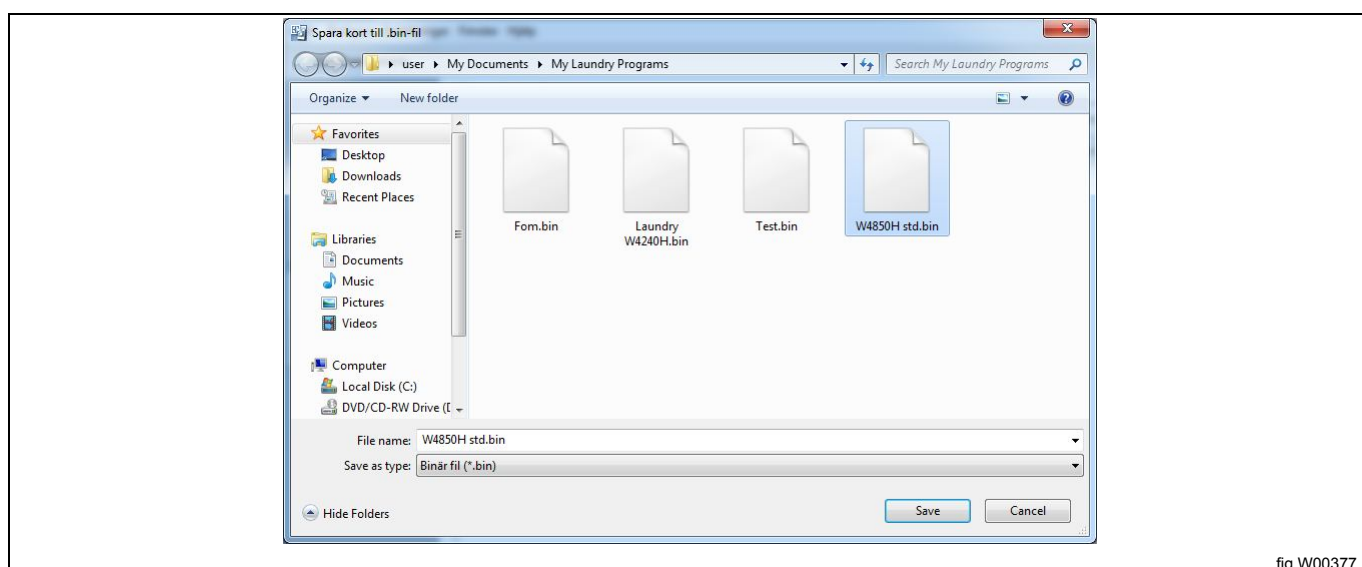 Spara kort till .bin-fil
user My Documents My Laundry Programs
Search My Laundry Programs
Organize New folder
Favorites
Desktop
Downloads
Recent Places
Libraries
Documents
Music
Pictures
Videos
Computer
Local Disk (C:)
DVD/CD-RW Drive (D
Fom.bin
Laundry
W4240H.bin
Test.bin
W4850H std.bin
File name: W4850H std.bin
Save as type: Binär fil (*.bin)
Hide Folders
Save Cancel
fig.W00377